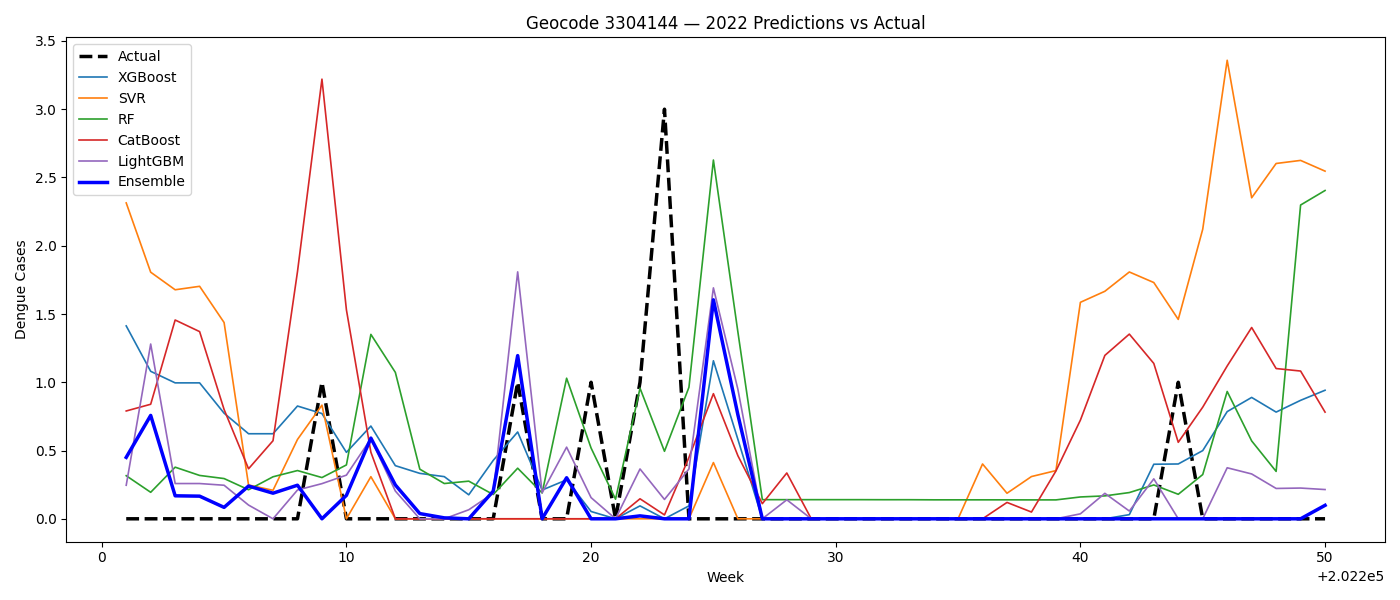 Geocode 3304144 — 2022 Predictions vs Actual
3.5
3.0
2.5
2.0
1.5
1.0
0.5
0.0
Dengue Cases
Actual
XGBoost
SVR
RF
CatBoost
LightGBM
Ensemble
0
10
20
30
40
50
Week
+2.022e5